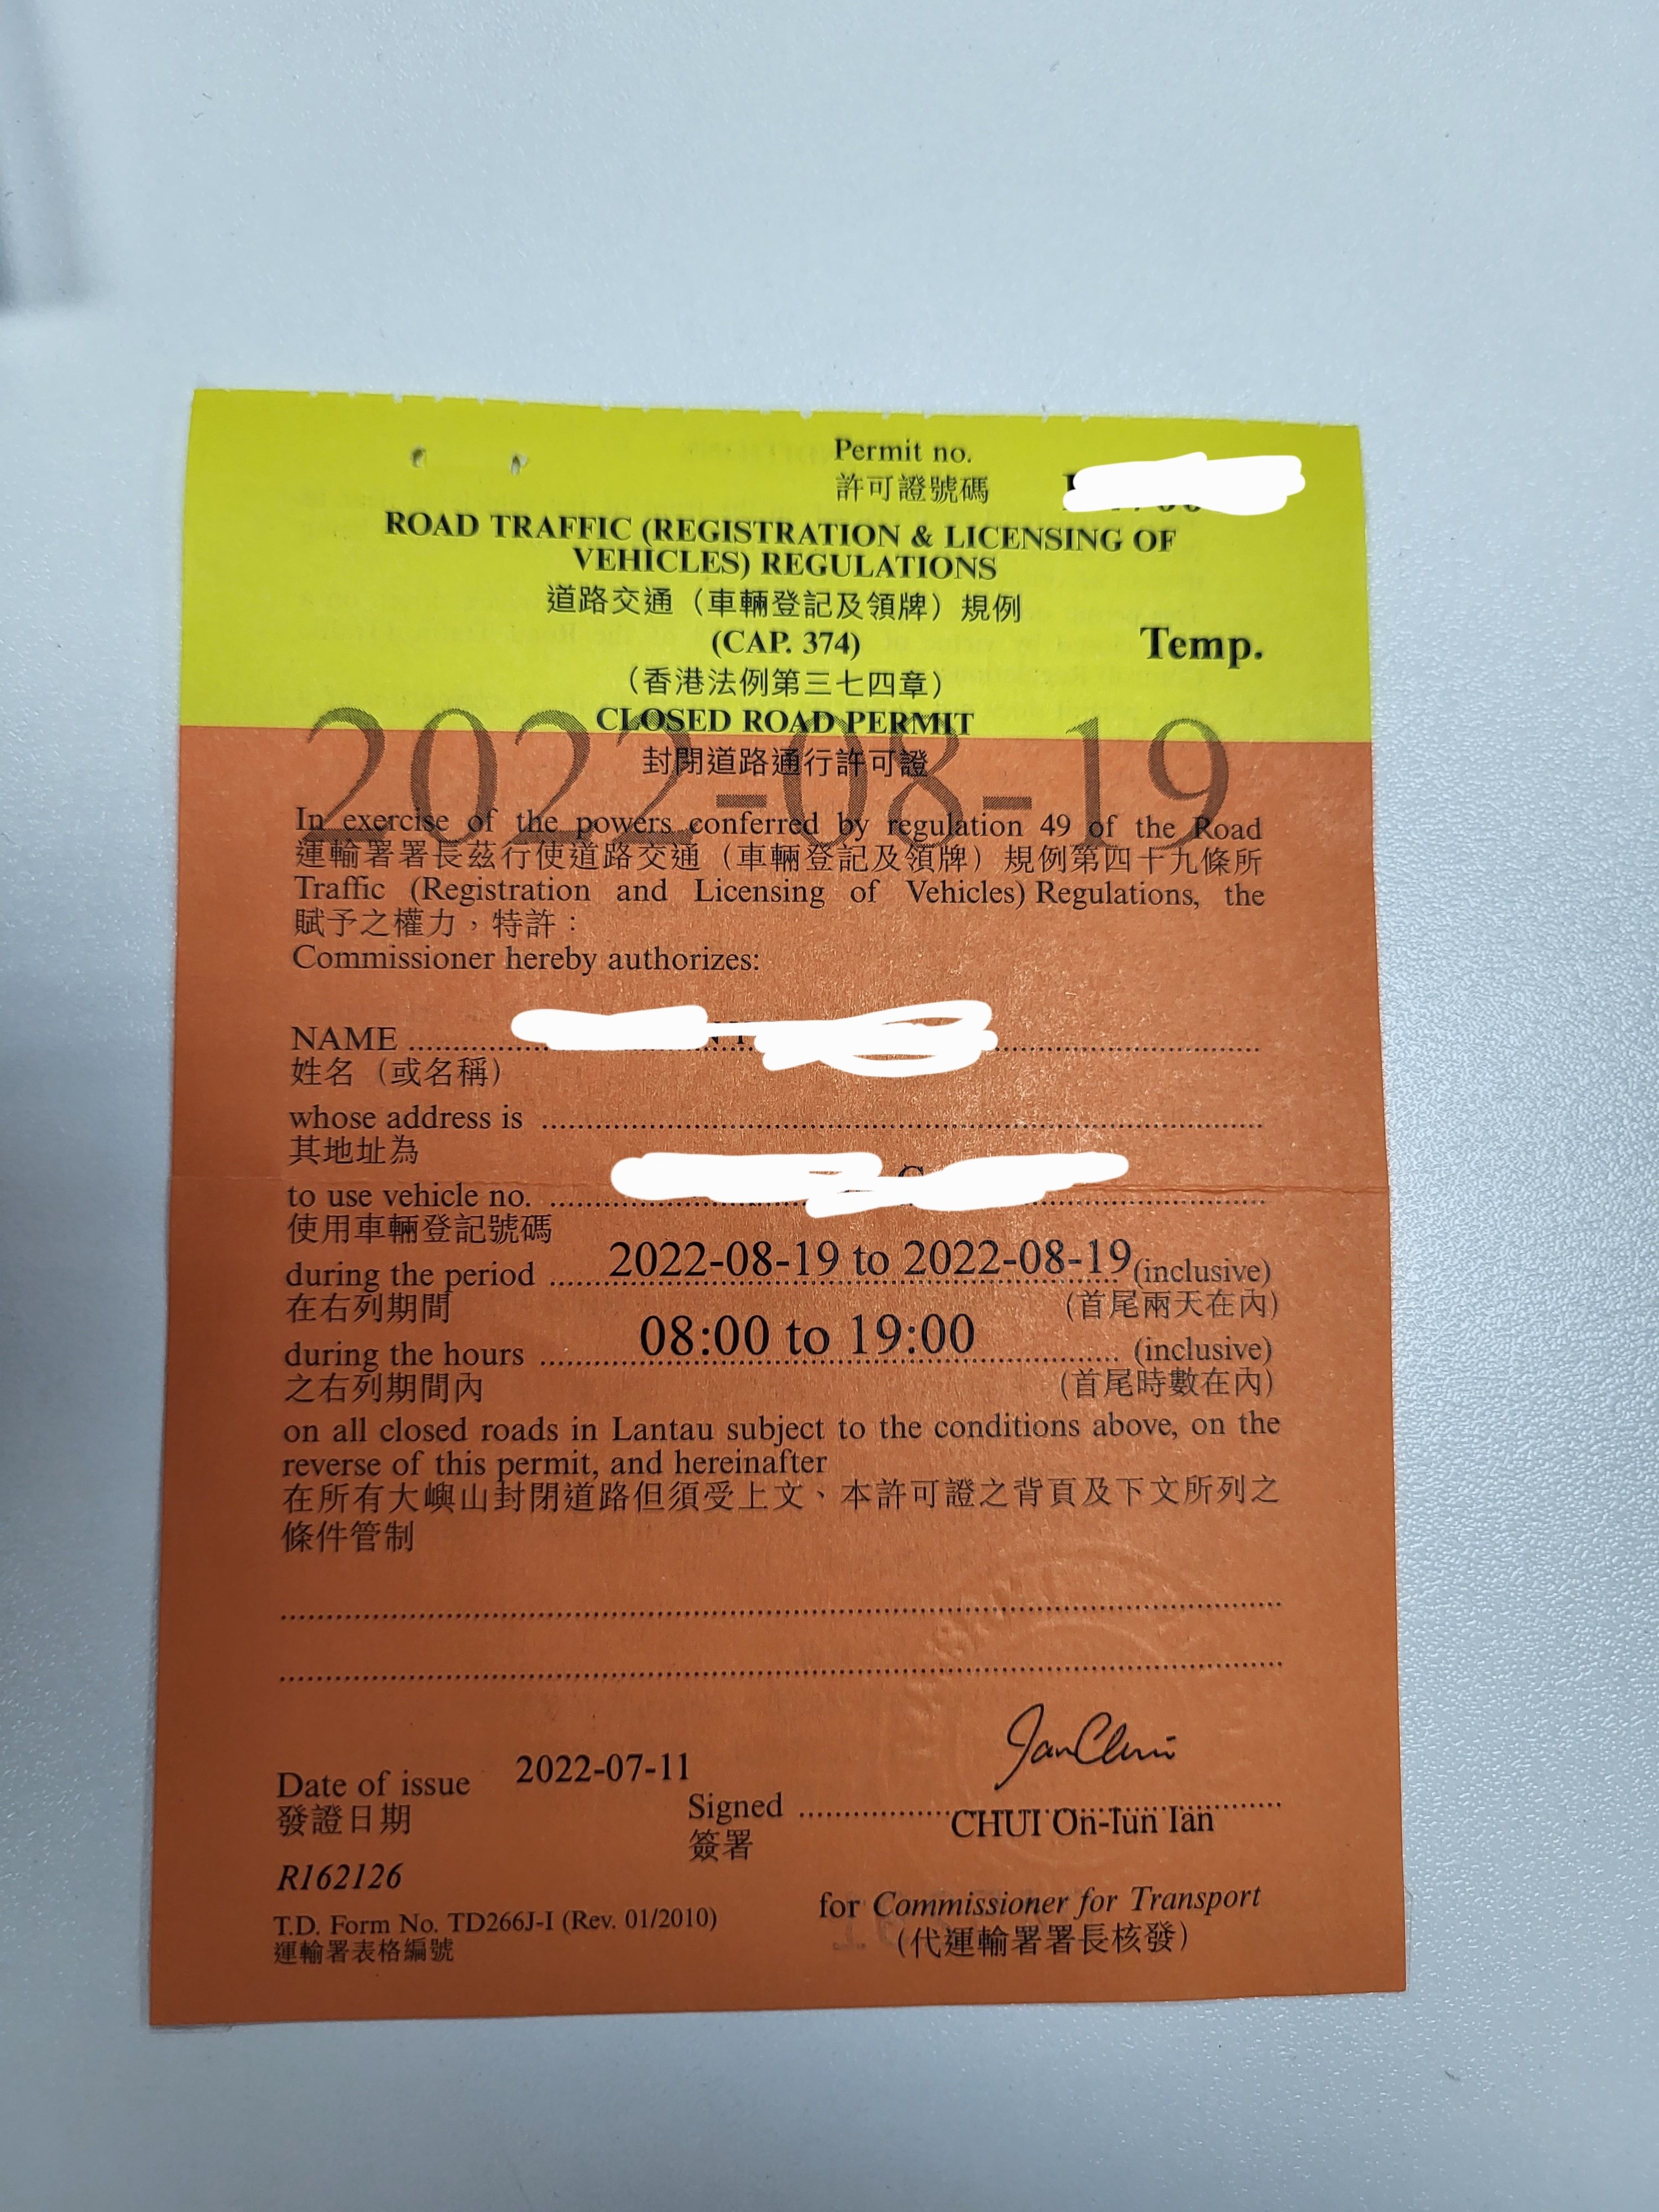 Permit no.
許可證號碼
ROAD TRAFFIC (REGISTRATION & LICENSING OF
VEHICLES) REGULATIONS
道路交通（車輛登記及領牌）規例
(CAP. 374)
Temp.
（香港法例第三七四章）
CLOSED ROAD PERMIT
2022-08-19
封閉道路通行許可證
In exercise of the powers conferred by regulation 49 of the Road
運輸署署長茲行使道路交通（車輛登記及領牌）規例第四十九條所
Traffic (Registration and Licensing of Vehicles) Regulations, the
賦予之權力，特許：
Commissioner hereby authorizes:
NAME
姓名（或名稱）
whose address is
其地址為
to use vehicle no.
使用車輛登記號碼
during the period 2022-08-19 to 2022-08-19 (inclusive)
在右列期間 （首尾兩天在內）
during the hours 08:00 to 19:00 (inclusive)
之右列期間內 （首尾時數在內）
on all closed roads in Lantau subject to the conditions above, on the
reverse of this permit, and hereinafter
在所有大嶼山封閉道路但須受上文、本許可證之背頁及下文所列之
條件管制
Date of issue 2022-07-11
發證日期
Signed
簽署
CHUI On-lun Ian
R162126
for Commissioner for Transport
T.D. Form No. TD266J-I (Rev. 01/2010)
運輸署表格編號
（代運輸署署長核發）